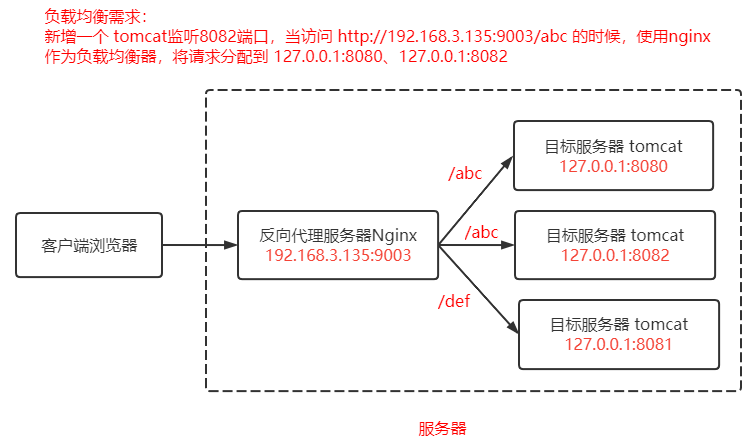 负载均衡需求：
新增一个 tomcat监听8082端口，当访问 http://192.168.3.135:9003/abc 的时候，使用nginx
作为负载均衡器，将请求分配到 127.0.0.1:8080、127.0.0.1:8082
目标服务器 tomcat
127.0.0.1:8080
/abc
客户端浏览器
反向代理服务器Nginx
192.168.3.135:9003
/abc
目标服务器 tomcat
127.0.0.1:8082
/def
目标服务器 tomcat
127.0.0.1:8081
服务器